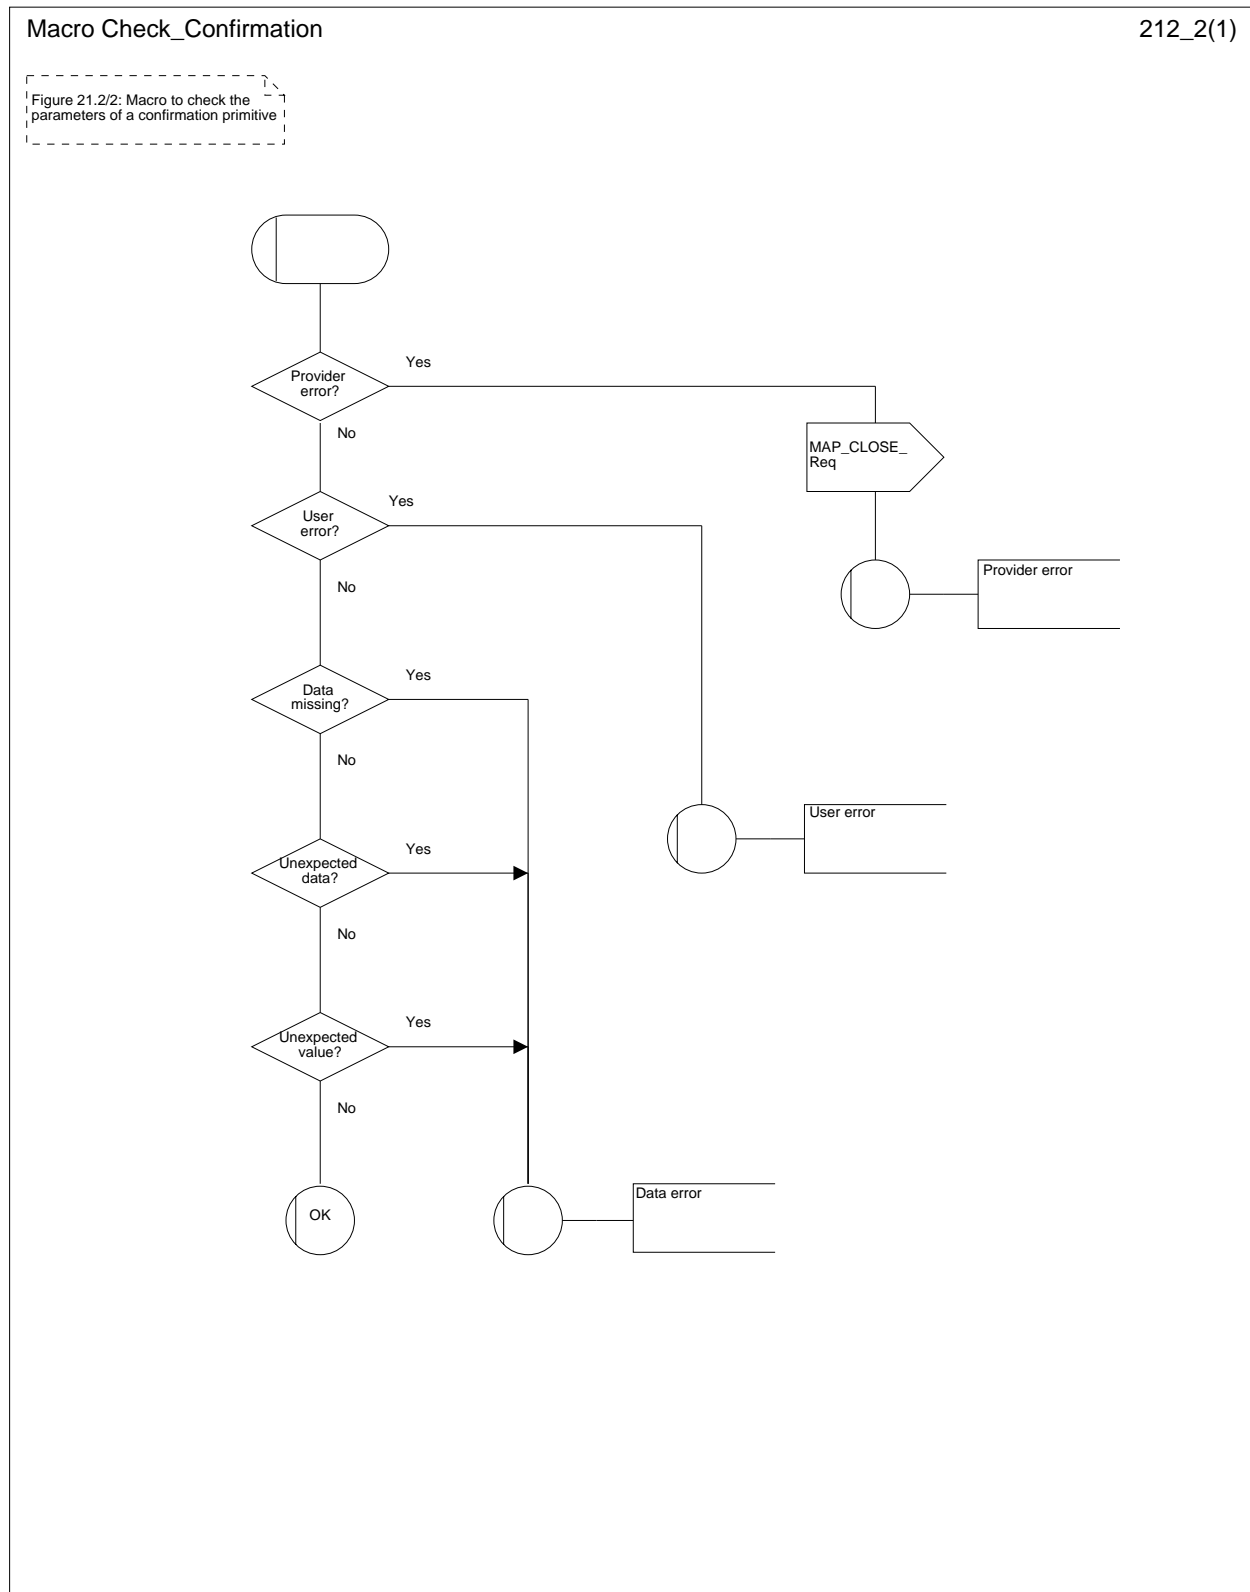 Macro Check_Confirmation
212_2(1)
Figure 21.2/2: Macro to check the
parameters of a confirmation primitive
Provider
error?
Yes
No
MAP_CLOSE_
Req
User
error?
Yes
No
Provider error
Data
missing?
Yes
No
User error
Unexpected
data?
Yes
No
Unexpected
value?
Yes
No
OK
Data error